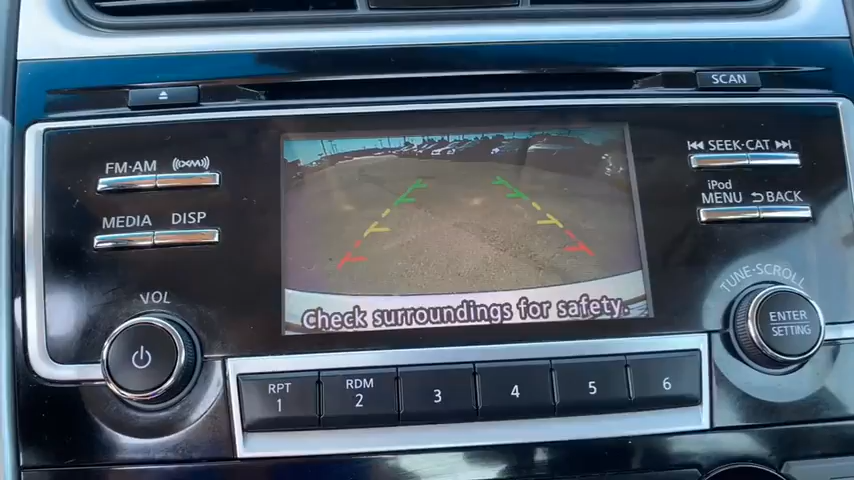 SCAN
FM·AM ((XM))
SEEK·CAT
iPod
MENU BACK
MEDIA DISP
TUNE·SCROLL
VOL
ENTER
SETTING
Check surroundings for safety.
RPT RDM
1 2 3 4 5 6